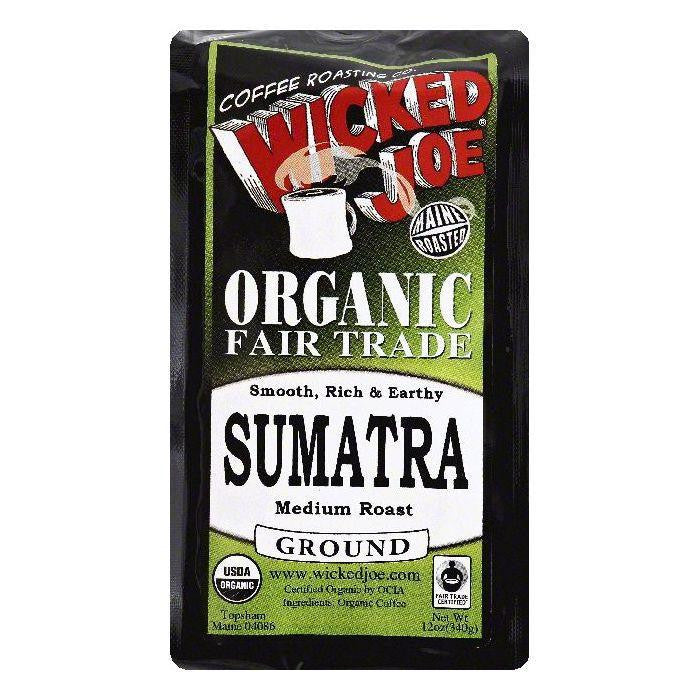 COFFEE ROASTING CO.
WICKED
JOE®
MAINE
ROASTED
ORGANIC
FAIR TRADE
Smooth, Rich & Earthy
SUMATRA
Medium Roast
GROUND
USDA
ORGANIC
www.wickedjoe.com
Certified Organic by OCIA
Ingredients: Organic Coffee
FAIR TRADE
CERTIFIED
Topsham
Maine 04086
Net Wt.
12oz(340g)